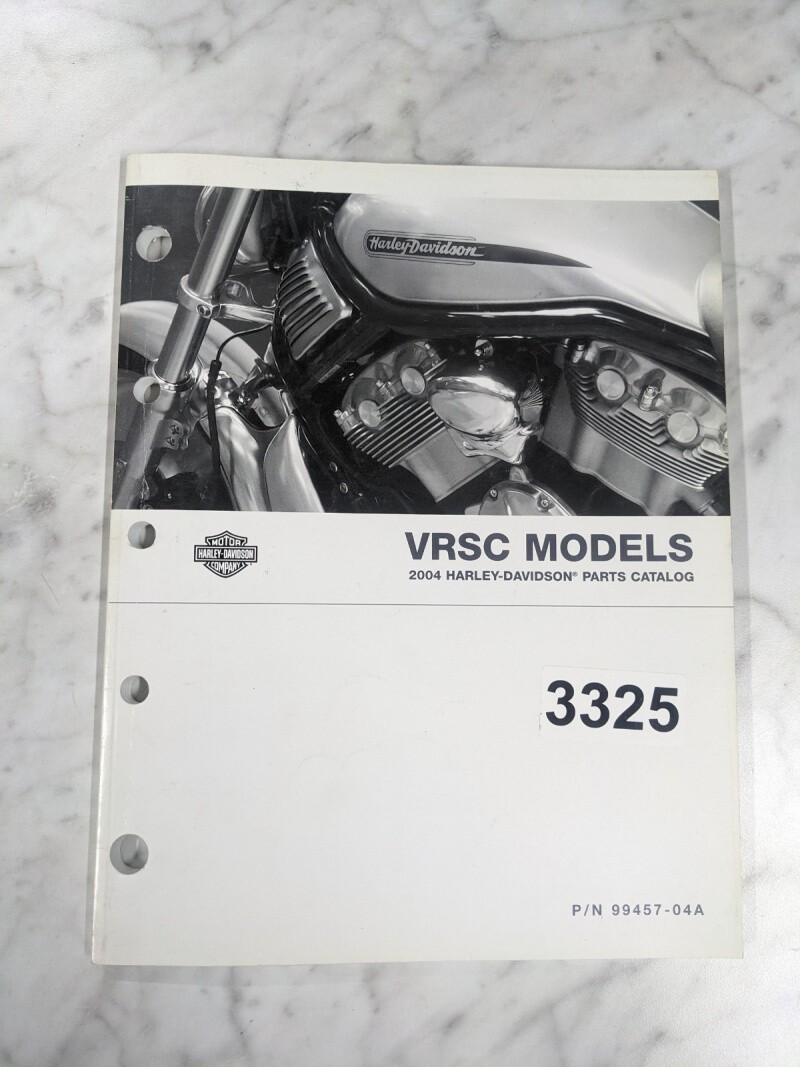 Harley-Davidson
MOTOR
HARLEY-DAVIDSON
COMPANY
VRSC MODELS
2004 HARLEY-DAVIDSON® PARTS CATALOG
3325
P/N 99457-04A